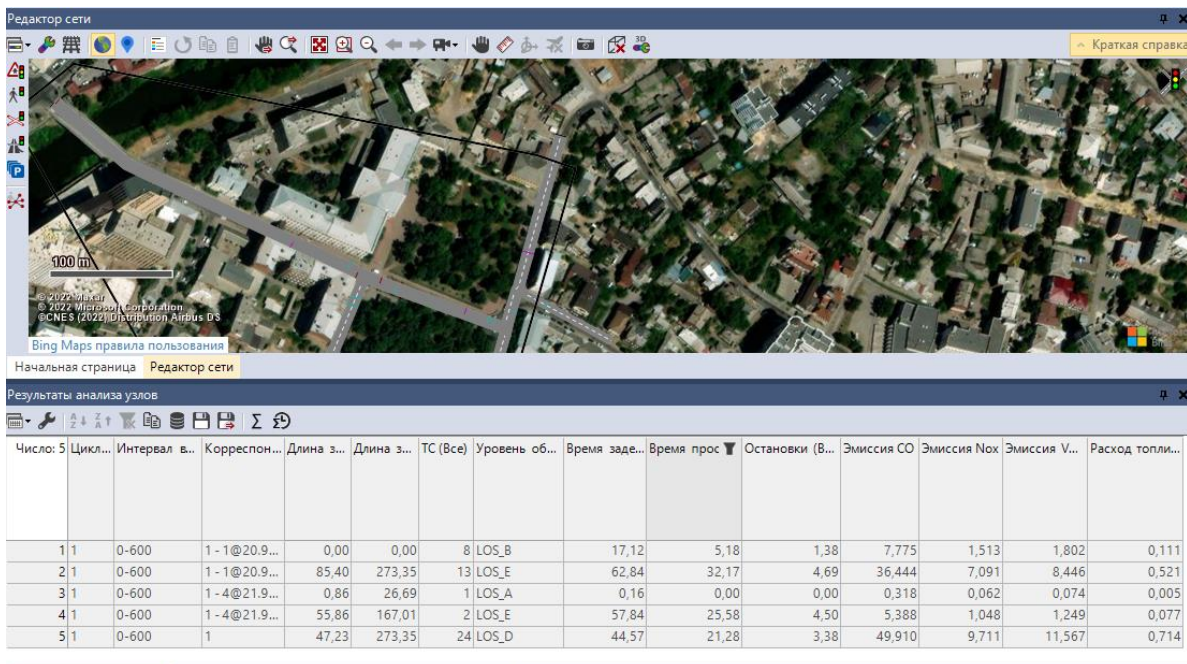 Редактор сети
Краткая справка
3D
100 m
© 2022 Maxar
© 2022 Microsoft Corporation
©CNES (2022) Distribution Airbus DS
Bing Maps правила пользования
Начальная страница Редактор сети
Результаты анализа узлов
Число: 5 Цикл... Интервал в... Корреспон... Длина з... Длина з... ТС (Все) Уровень об... Время заде... Время прос Остановки (В... Эмиссия CO Эмиссия Nox Эмиссия V... Расход топли...
1 1 0-600 1 - 1@20.9... 0,00 0,00 8 LOS_B 17,12 5,18 1,38 7,775 1,513 1,802 0,111
2 1 0-600 1 - 1@20.9... 85,40 273,35 13 LOS_E 62,84 32,17 4,69 36,444 7,091 8,446 0,521
3 1 0-600 1 - 4@21.9... 0,86 26,69 1 LOS_A 0,16 0,00 0,00 0,318 0,062 0,074 0,005
4 1 0-600 1 - 4@21.9... 55,86 167,01 2 LOS_E 57,84 25,58 4,50 5,388 1,048 1,249 0,077
5 1 0-600 1 47,23 273,35 24 LOS_D 44,57 21,28 3,38 49,910 9,711 11,567 0,714